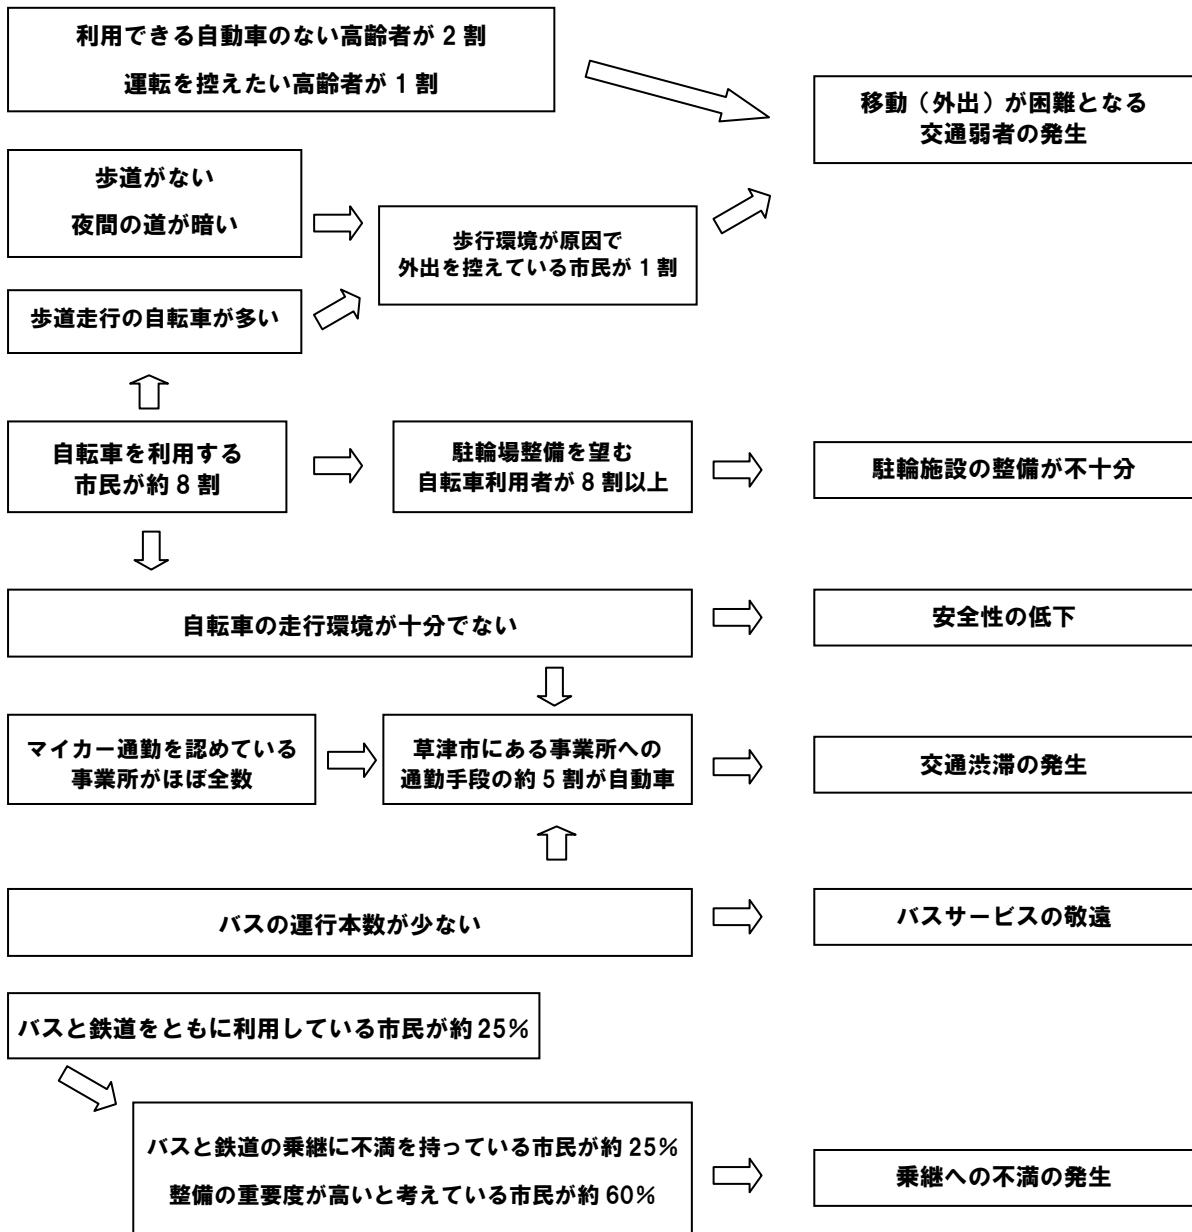 利用できる自動車のない高齢者が2割
運転を控えたい高齢者が1割
移動（外出）が困難となる
交通弱者の発生
歩道がない
夜間の道が暗い
歩行環境が原因で
外出を控えている市民が1割
歩道走行の自転車が多い
自転車を利用する
市民が約8割
駐輪場整備を望む
自転車利用者が8割以上
駐輪施設の整備が不十分
自転車の走行環境が十分でない
安全性の低下
マイカー通勤を認めている
事業所がほぼ全数
草津市にある事業所への
通勤手段の約5割が自動車
交通渋滞の発生
バスの運行本数が少ない
バスサービスの敬遠
バスと鉄道をともに利用している市民が約25％
バスと鉄道の乗継に不満を持っている市民が約25％
整備の重要度が高いと考えている市民が約60％
乗継への不満の発生